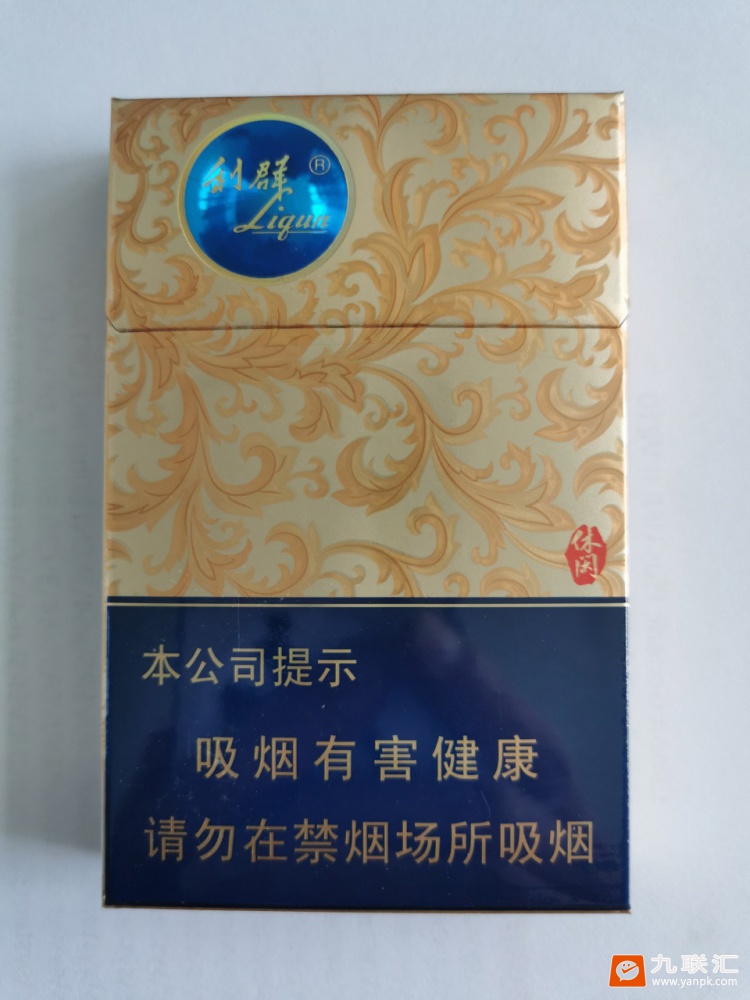 利群®
Liqun
休闲
本公司提示
吸烟有害健康
请勿在禁烟场所吸烟
九联汇
www.yanpk.com